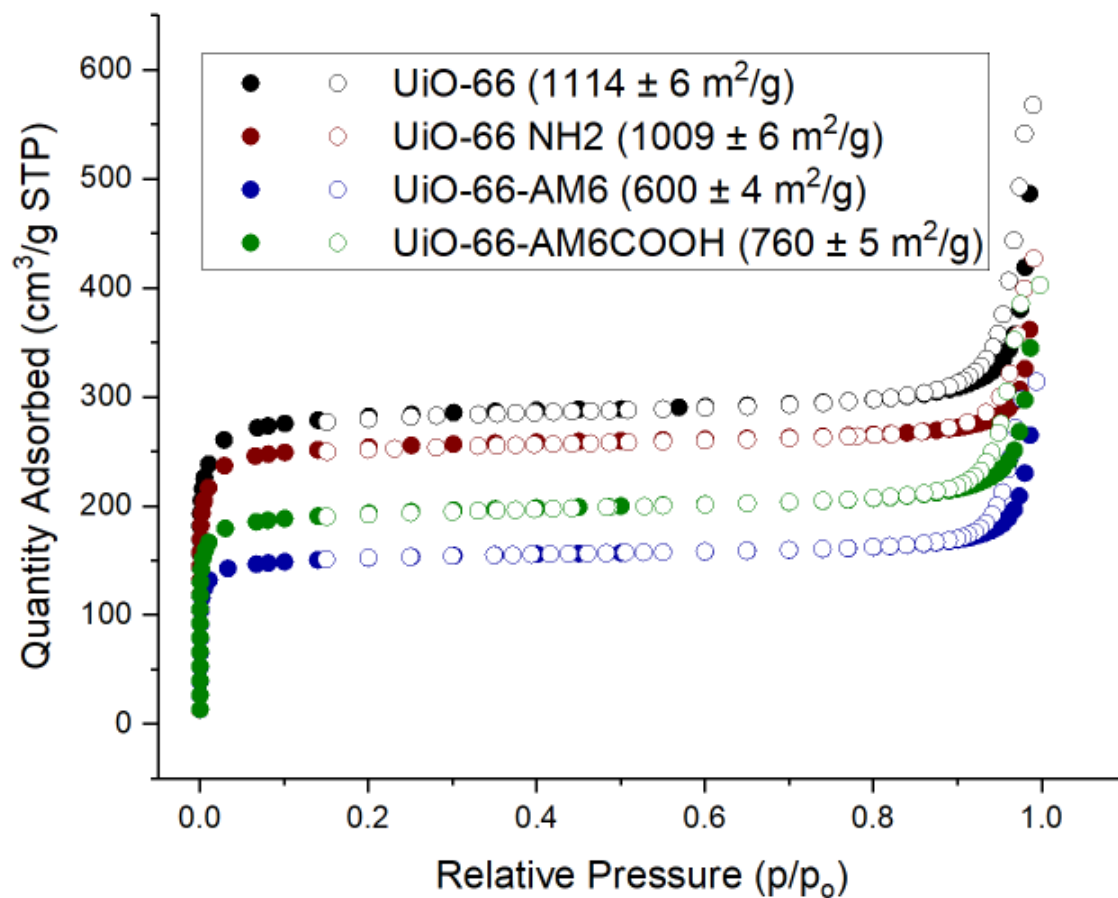 600
500
400
300
200
100
0
Quantity Adsorbed (cm³/g STP)
UiO-66 (1114 ± 6 m²/g)
UiO-66 NH2 (1009 ± 6 m²/g)
UiO-66-AM6 (600 ± 4 m²/g)
UiO-66-AM6COOH (760 ± 5 m²/g)
0.0 0.2 0.4 0.6 0.8 1.0
Relative Pressure (p/pₒ)